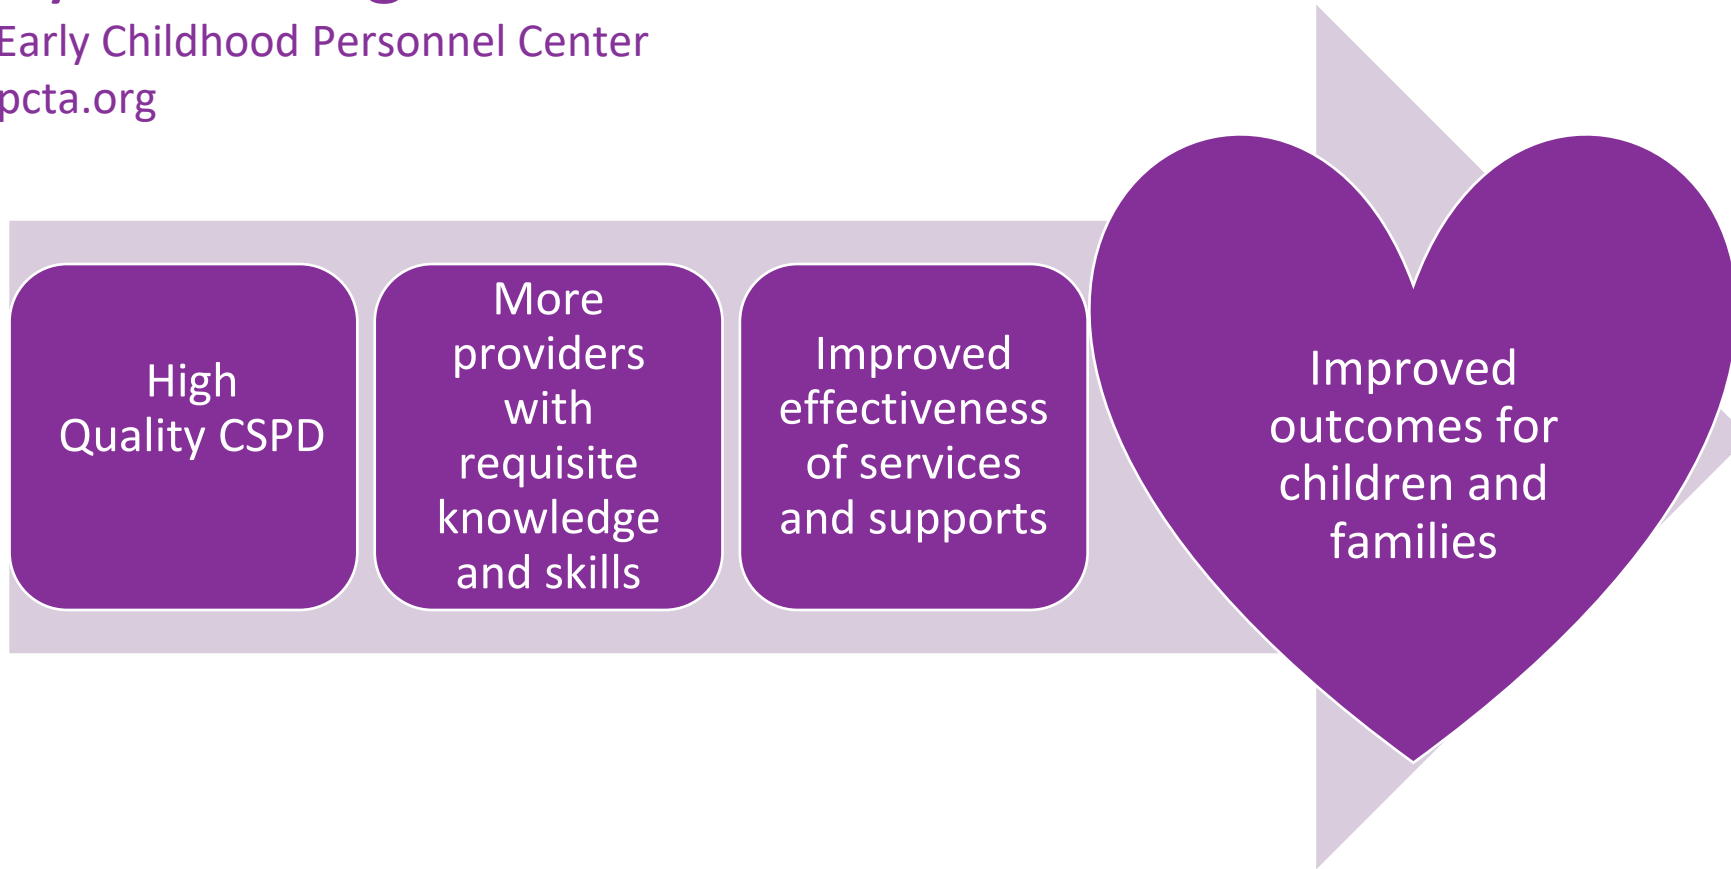 Early Childhood Personnel Center
pcta.org
High
Quality CSPD
More
providers
with
requisite
knowledge
and skills
Improved
effectiveness
of services
and supports
Improved
outcomes for
children and
families